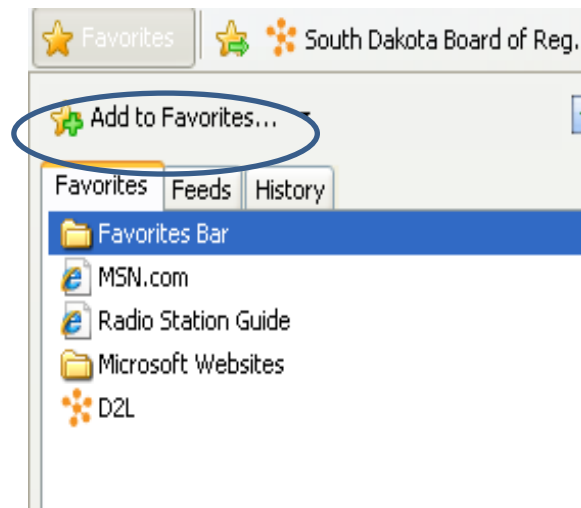 Favorites South Dakota Board of Reg.
Add to Favorites...
Favorites Feeds History
Favorites Bar
MSN.com
Radio Station Guide
Microsoft Websites
D2L